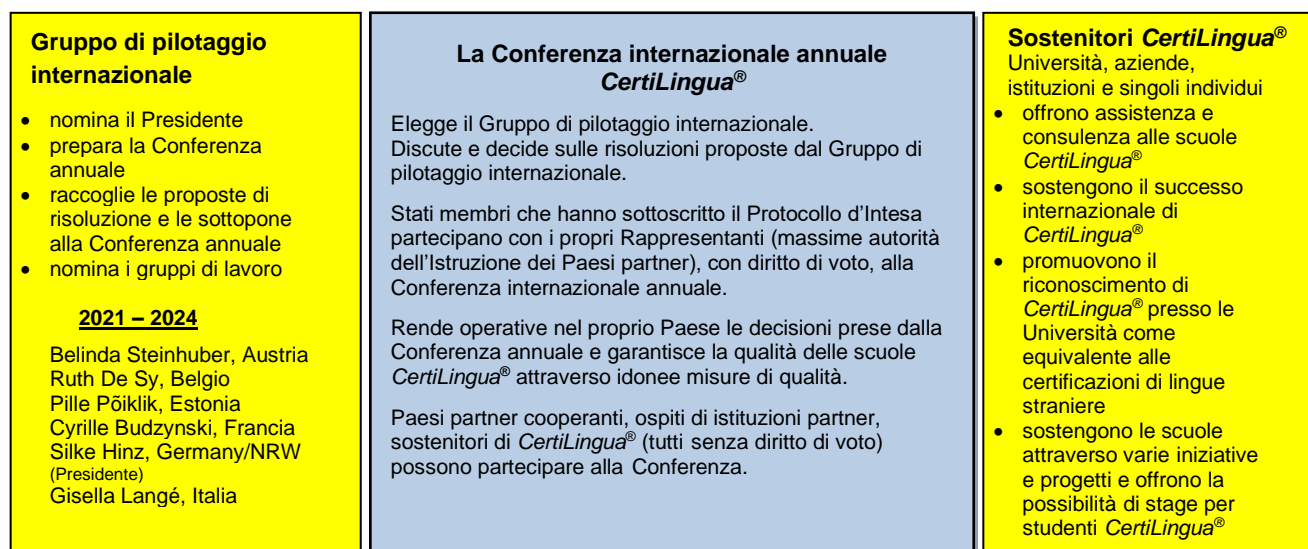 Gruppo di pilotaggio
internazionale
• nomina il Presidente
• prepara la Conferenza
annuale
• raccoglie le proposte di
risoluzione e le sottopone
alla Conferenza annuale
• nomina i gruppi di lavoro
2021 – 2024
Belinda Steinhuber, Austria
Ruth De Sy, Belgio
Pille Põiklik, Estonia
Cyrille Budzynski, Francia
Silke Hinz, Germany/NRW
(Presidente)
Gisella Langé, Italia
La Conferenza internazionale annuale
CertiLingua®
Elegge il Gruppo di pilotaggio internazionale.
Discute e decide sulle risoluzioni proposte dal Gruppo di
pilotaggio internazionale.
Stati membri che hanno sottoscritto il Protocollo d’Intesa
partecipano con i propri Rappresentanti (massime autorità
dell’Istruzione dei Paesi partner), con diritto di voto, alla
Conferenza internazionale annuale.
Rende operative nel proprio Paese le decisioni prese dalla
Conferenza annuale e garantisce la qualità delle scuole
CertiLingua® attraverso idonee misure di qualità.
Paesi partner cooperanti, ospiti di istituzioni partner,
sostenitori di CertiLingua® (tutti senza diritto di voto)
possono partecipare alla Conferenza.
Sostenitori CertiLingua®
Università, aziende,
istituzioni e singoli individui
• offrono assistenza e
consulenza alle scuole
CertiLingua®
• sostengono il successo
internazionale di
CertiLingua®
• promuovono il
riconoscimento di
CertiLingua® presso le
Università come
equivalente alle
certificazioni di lingue
straniere
• sostengono le scuole
attraverso varie iniziative
e progetti e offrono la
possibilità di stage per
studenti CertiLingua®